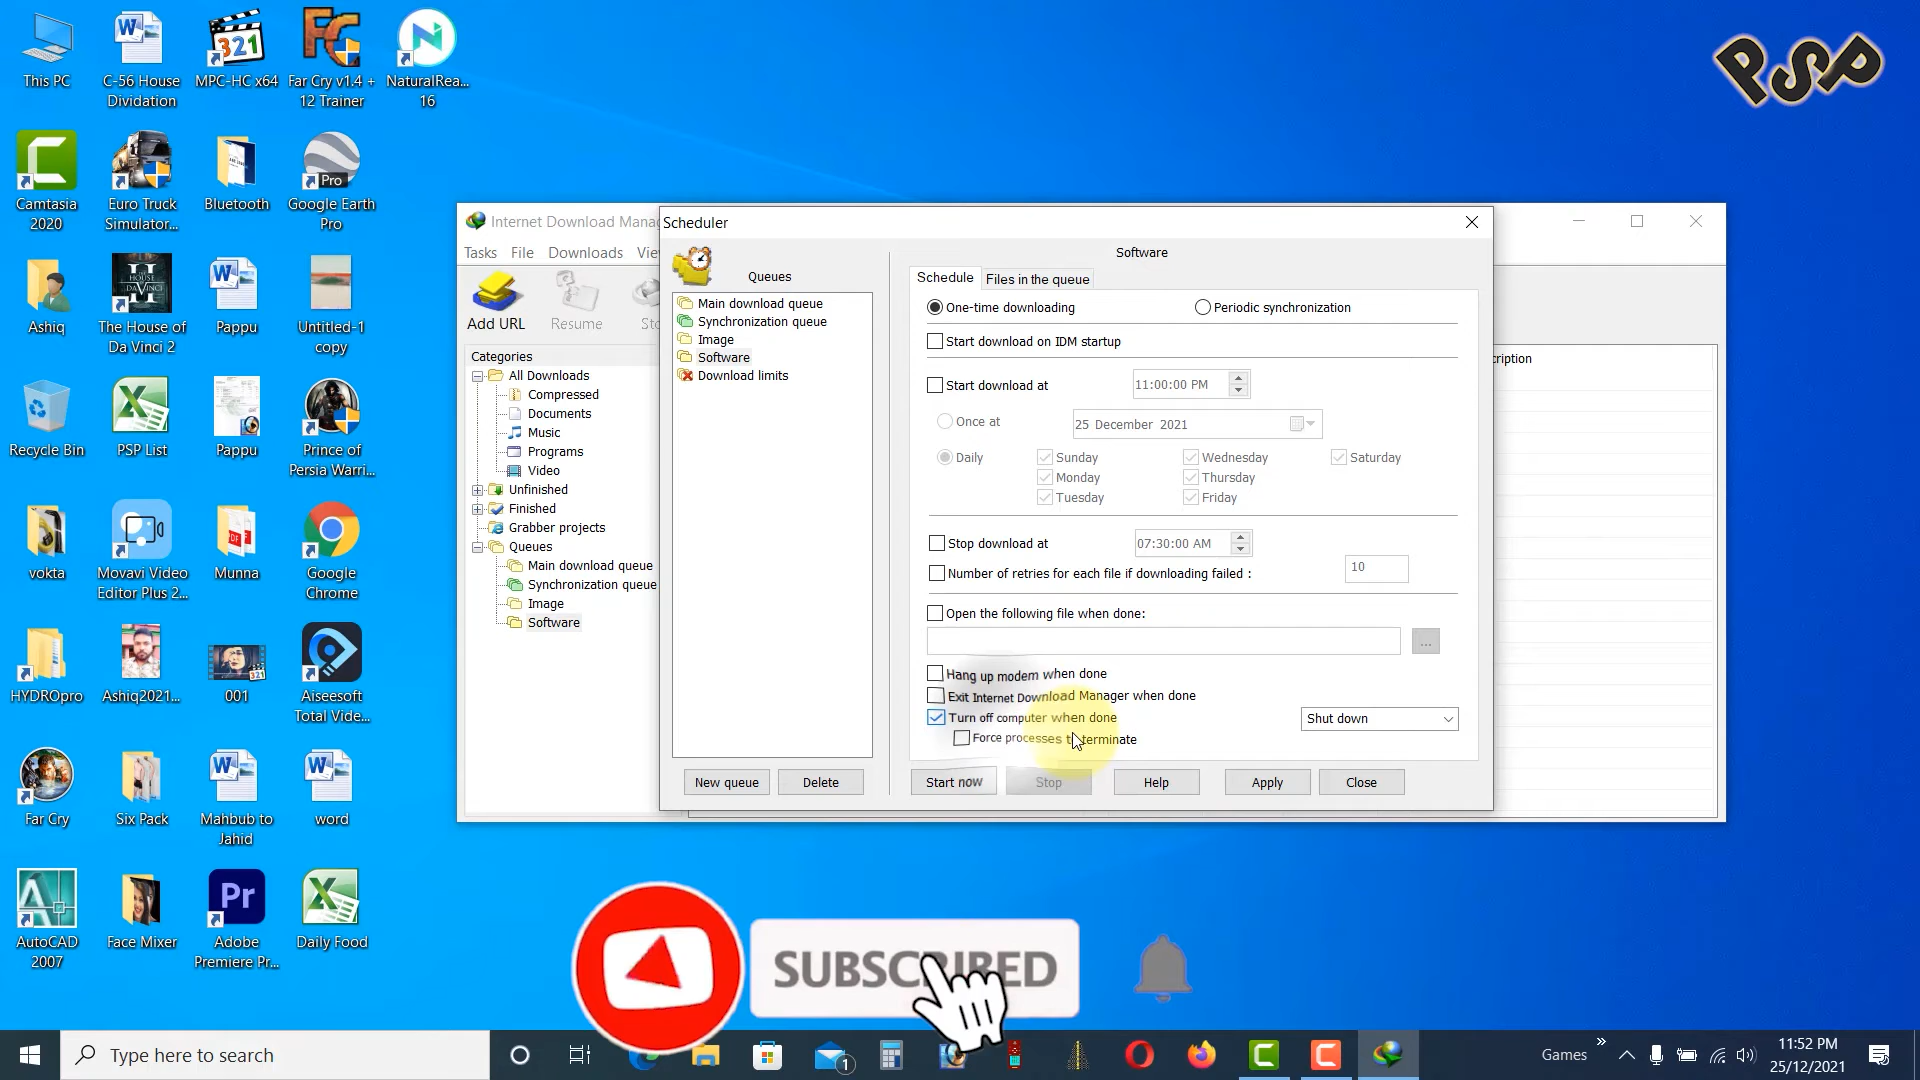 This PC
C-56 House
Dividation
MPC-HC x64
Far Cry v1.4 +
12 Trainer
NaturalRea...
16
PSP
Camtasia
2020
Euro Truck
Simulator...
Bluetooth
Google Earth
Pro
Pro
Ashiq
The House of
Da Vinci 2
Pappu
Untitled-1
copy
Recycle Bin
PSP List
Pappu
Prince of
Persia Warri...
vokta
Movavi Video
Editor Plus 2...
Munna
Google
Chrome
HYDROpro
Ashiq2021...
001
Aiseesoft
Total Vide...
Far Cry
Six Pack
Mahbub to
Jahid
word
AutoCAD
2007
Face Mixer
Adobe
Premiere Pr...
Daily Food
Internet Download Mana
Tasks File Downloads Vie
Add URL
Resume
Sto
Categories
All Downloads
Compressed
Documents
Music
Programs
Video
Unfinished
Finished
Grabber projects
Queues
Main download queue
Synchronization queue
Image
Software
cription
Scheduler
Queues
Main download queue
Synchronization queue
Image
Software
Download limits
New queue
Delete
Software
Schedule
Files in the queue
One-time downloading
Periodic synchronization
Start download on IDM startup
Start download at
11:00:00 PM
Once at
25 December 2021
Daily
Sunday
Wednesday
Saturday
Monday
Thursday
Tuesday
Friday
Stop download at
07:30:00 AM
Number of retries for each file if downloading failed :
10
Open the following file when done:
...
Hang up modem when done
Exit Internet Download Manager when done
Turn off computer when done
Shut down
Force processes to terminate
Start now
Stop
Help
Apply
Close
SUBSCRIBED
Type here to search
1
Games
11:52 PM
25/12/2021